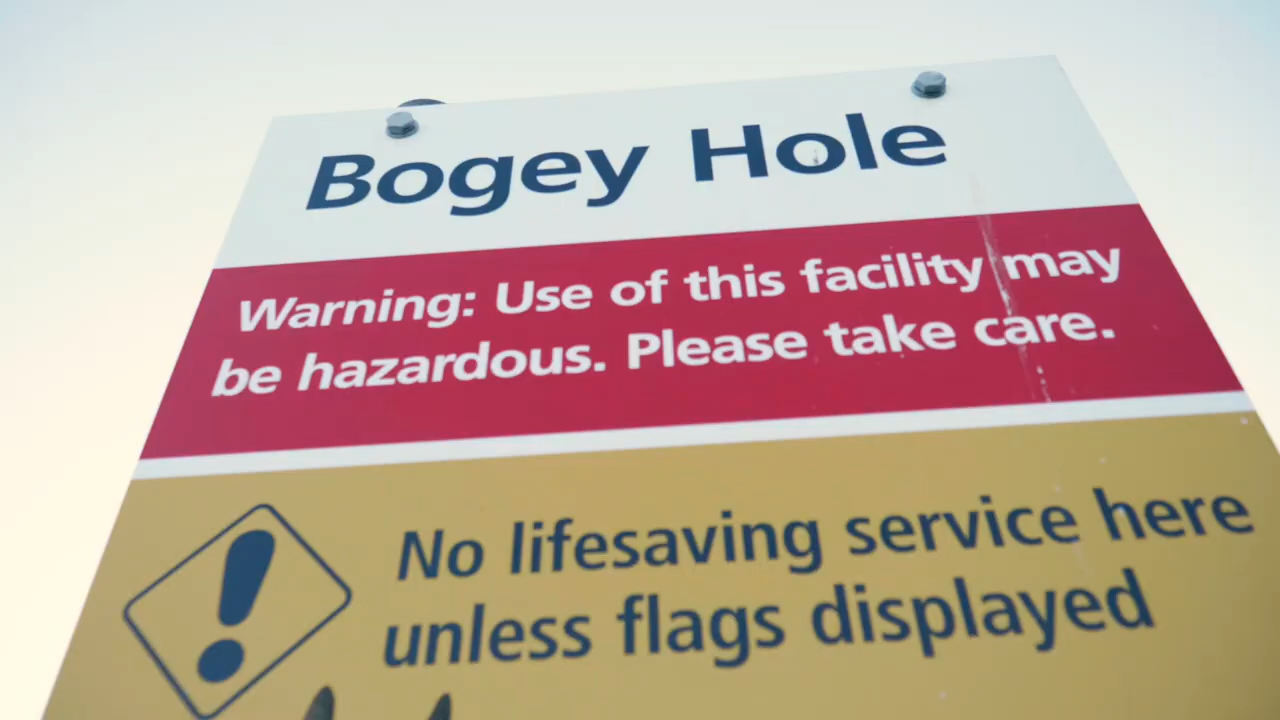 Bogey Hole
Warning: Use of this facility may
be hazardous. Please take care.
No lifesaving service here
unless flags displayed